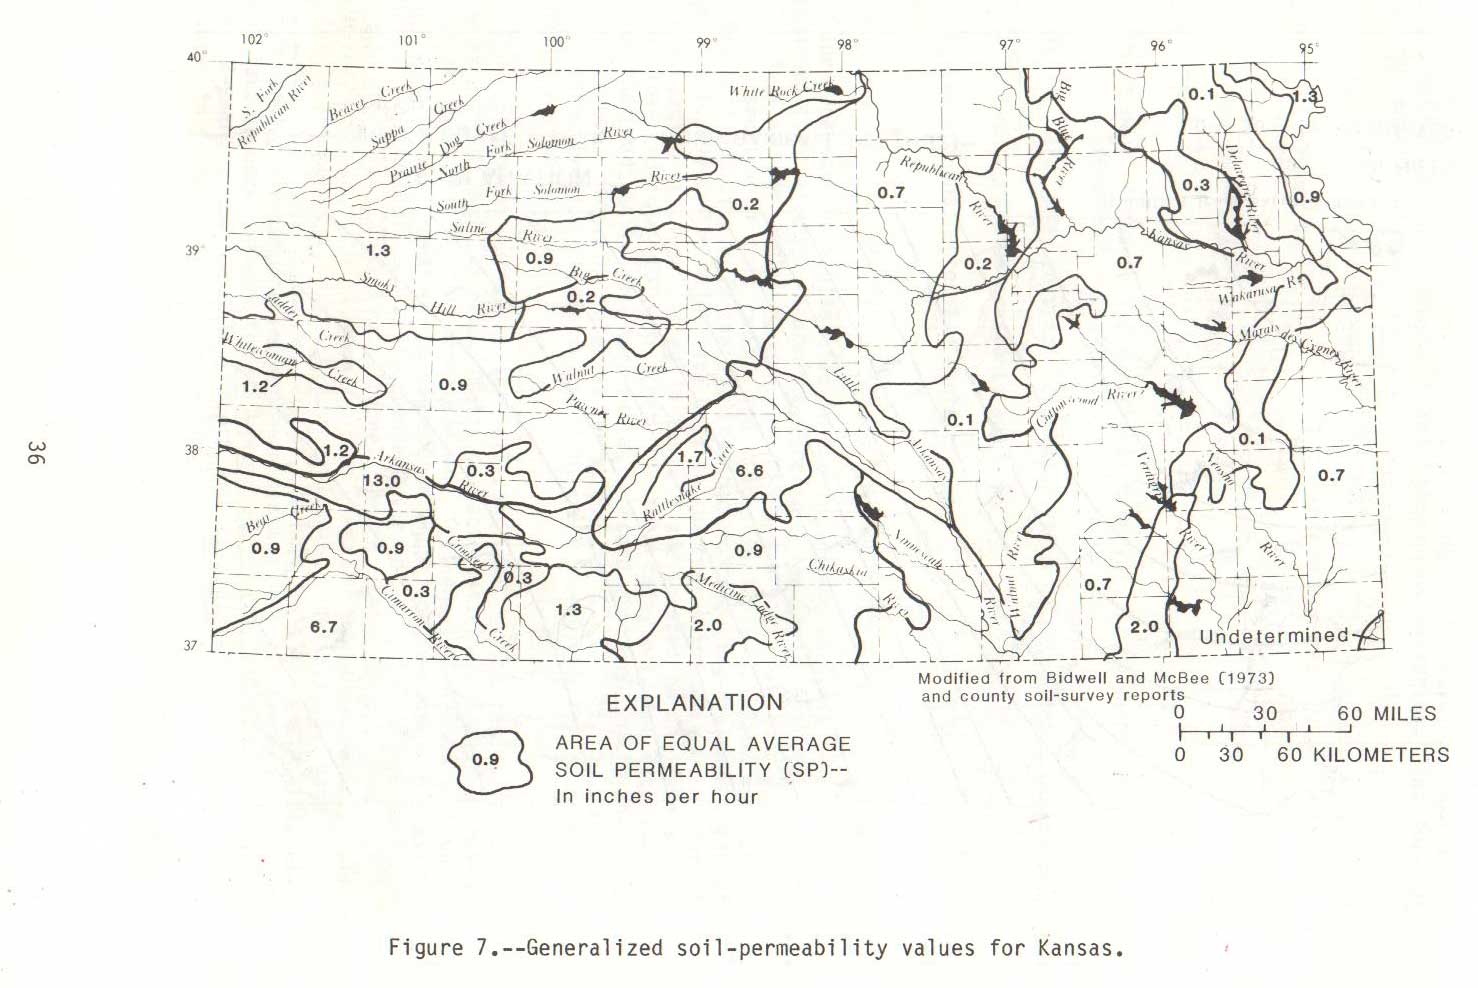 102° 101° 100° 99° 98° 97° 96° 95°
40°
39°
38°
37
36
S. Fork
Republican River
Beaver Creek
Sappa Creek
Prairie Dog Creek
North Fork Solomon River
South Fork Solomon River
Saline River
White Rock Creek
Republican River
Big Blue River
Delaware River
Kansas River
Wakarusa R.
Marais des Cygnes River
Smoky Hill River
Big Creek
Ladder Creek
Whitewoman Creek
Walnut Creek
Pawnee River
Arkansas River
Rattlesnake Creek
Little Arkansas River
Cottonwood River
Verdigris River
Neosho River
Bear Creek
Crooked Creek
Cimarron River
Medicine Lodge River
Chikaskia River
Ninnescah River
Walnut River
0.1
1.3
0.3
0.9
0.2
0.7
1.3
0.9
0.2
0.2
0.7
1.2
0.9
0.1
0.1
0.7
1.2
0.3
1.7
6.6
13.0
0.9
0.9
0.9
0.3
0.3
1.3
2.0
6.7
0.7
2.0
Undetermined
Modified from Bidwell and McBee (1973)
and county soil-survey reports
0 30 60 MILES
0 30 60 KILOMETERS
EXPLANATION
0.9
AREA OF EQUAL AVERAGE
SOIL PERMEABILITY (SP)--
In inches per hour
Figure 7.--Generalized soil-permeability values for Kansas.